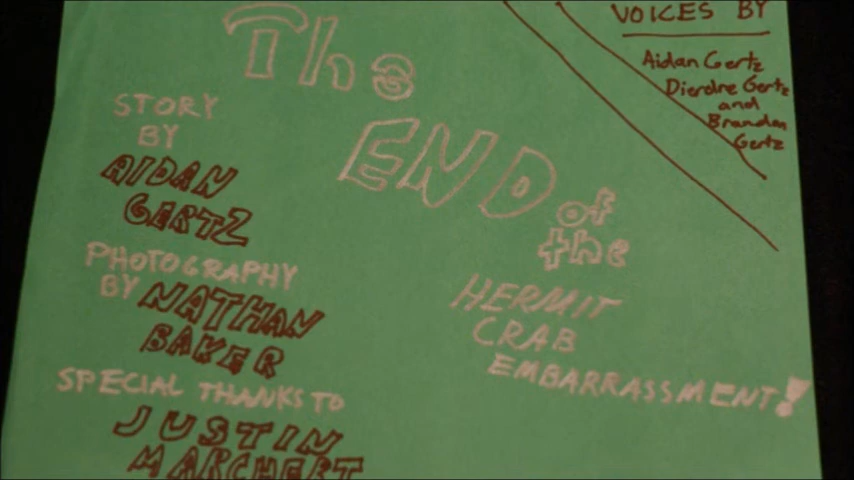 The
END
of
the
HERMIT
CRAB
EMBARRASSMENT!
STORY
BY
AIDAN
GERTZ
PHOTOGRAPHY
BY NATHAN
BAKER
SPECIAL THANKS TO
JUSTIN
MARCHERT
VOICES BY
Aidan Gertz
Dierdre Gertz
and
Brandon
Gertz